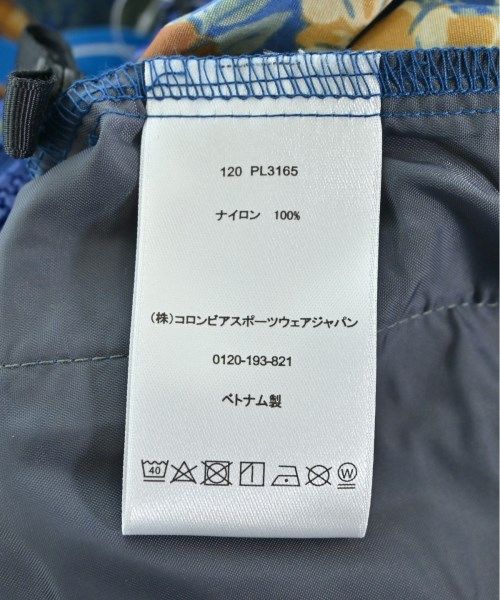 120 PL3165
ナイロン 100%
(株)コロンビアスポーツウェアジャパン
0120-193-821
ベトナム製
40 W